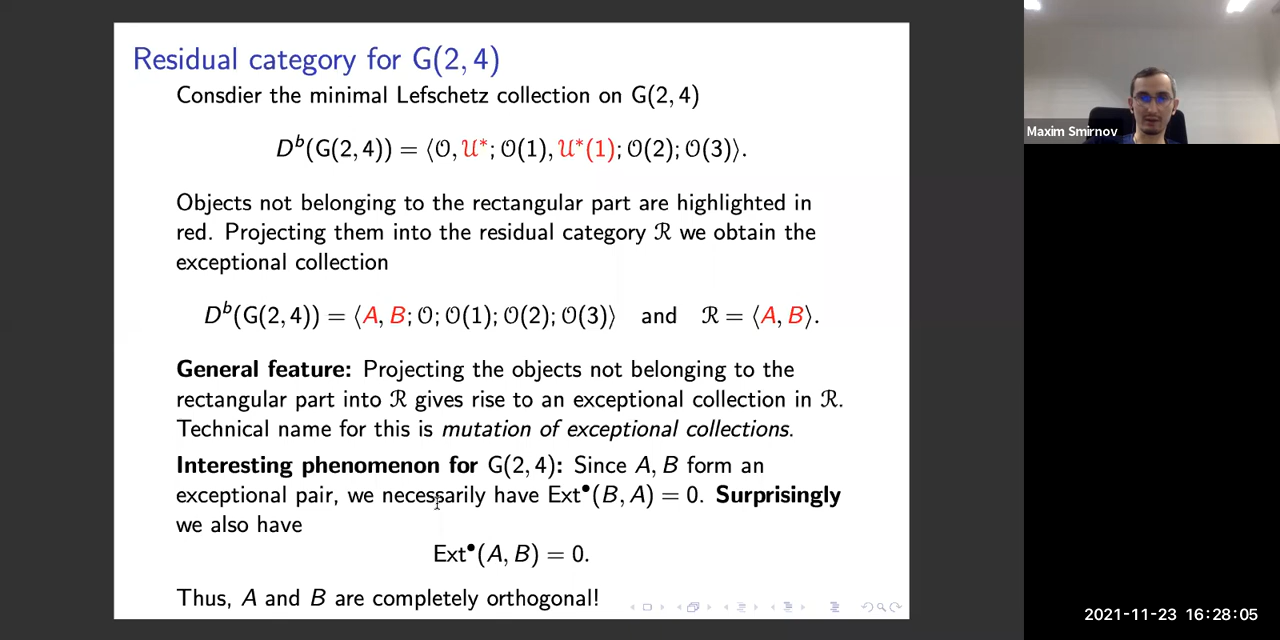 Residual category for G(2, 4)
Consdier the minimal Lefschetz collection on G(2, 4)
Dᵇ(G(2, 4)) = ⟨𝒪, 𝒰*; 𝒪(1), 𝒰*(1); 𝒪(2); 𝒪(3)⟩.
Objects not belonging to the rectangular part are highlighted in
red. Projecting them into the residual category ℛ we obtain the
exceptional collection
Dᵇ(G(2, 4)) = ⟨A, B; 𝒪; 𝒪(1); 𝒪(2); 𝒪(3)⟩ and ℛ = ⟨A, B⟩.
General feature: Projecting the objects not belonging to the
rectangular part into ℛ gives rise to an exceptional collection in ℛ.
Technical name for this is mutation of exceptional collections.
Interesting phenomenon for G(2, 4): Since A, B form an
exceptional pair, we necessarily have Ext•(B, A) = 0. Surprisingly
we also have
Ext•(A, B) = 0.
Thus, A and B are completely orthogonal!
Maxim Smirnov
2021-11-23 16:28:05